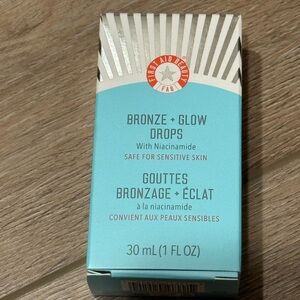 FIRST AID BEAUTY
FAB
BRONZE + GLOW
DROPS
With Niacinamide
SAFE FOR SENSITIVE SKIN
GOUTTES
BRONZAGE + ÉCLAT
à la niacinamide
CONVIENT AUX PEAUX SENSIBLES
30 mL (1 FL OZ)